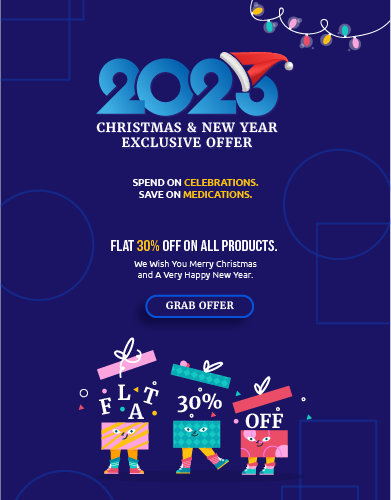 2023
CHRISTMAS & NEW YEAR
EXCLUSIVE OFFER
SPEND ON CELEBRATIONS.
SAVE ON MEDICATIONS.
FLAT 30% OFF ON ALL PRODUCTS.
We Wish You Merry Christmas
and A Very Happy New Year.
GRAB OFFER
FLAT 30% OFF